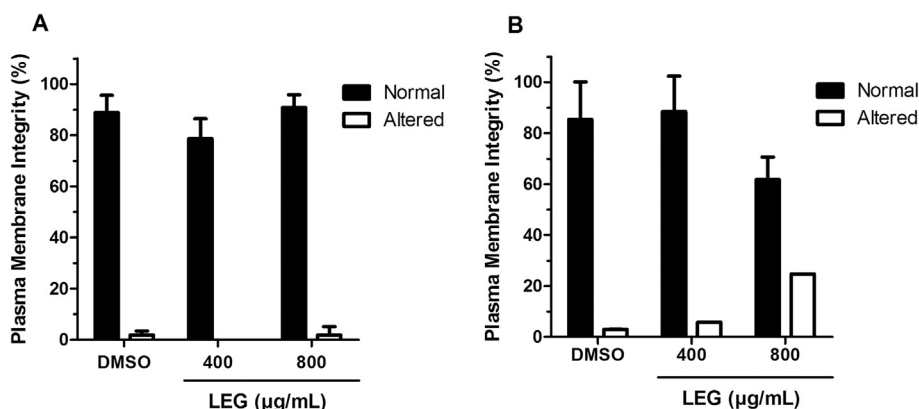 A
Plasma Membrane Integrity (%)
100
80
60
40
20
0
Normal
Altered
DMSO 400 800
LEG (µg/mL)
B
Plasma Membrane Integrity (%)
100
80
60
40
20
0
Normal
Altered
DMSO 400 800
LEG (µg/mL)